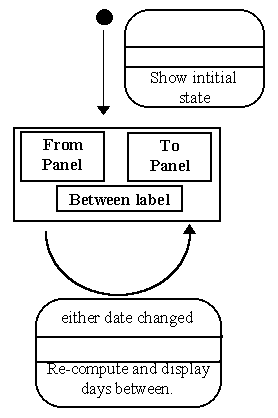 Show intitial
state
From
Panel
To
Panel
Between label
either date changed
Re-compute and display
days between.